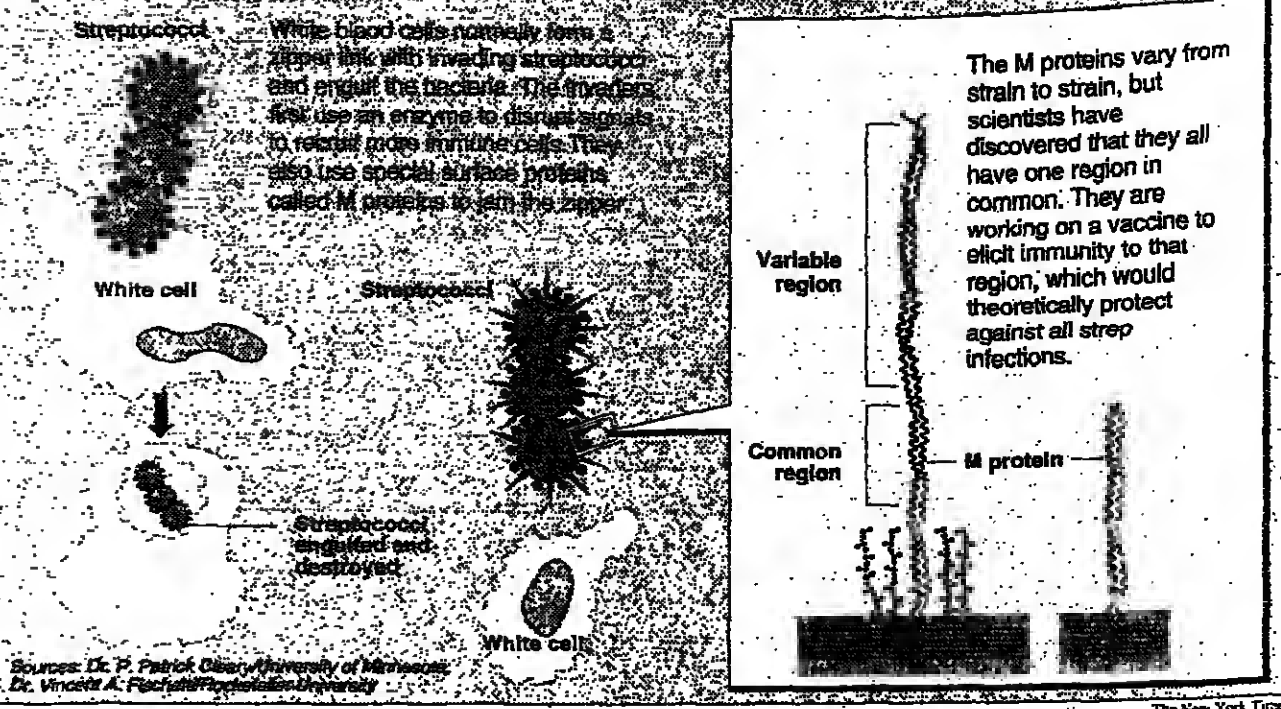 Streptococci
White blood cells normally form a
zipper link with invading streptococci
and engulf the bacteria. The invaders
first use an enzyme to disrupt signals
to recruit more immune cells. They
also use special surface proteins
called M proteins to jam the zipper.
White cell
Streptococci
Streptococci
engulfed and
destroyed
White cell
The M proteins vary from
strain to strain, but
scientists have
discovered that they all
have one region in
common. They are
working on a vaccine to
elicit immunity to that
region, which would
theoretically protect
against all strep
infections.
Variable
region
Common
region
M protein
Sources: Dr. P. Patrick Cleary/University of Minnesota;
Dr. Vincent A. Fischetti/Rockefeller University
The New York Times